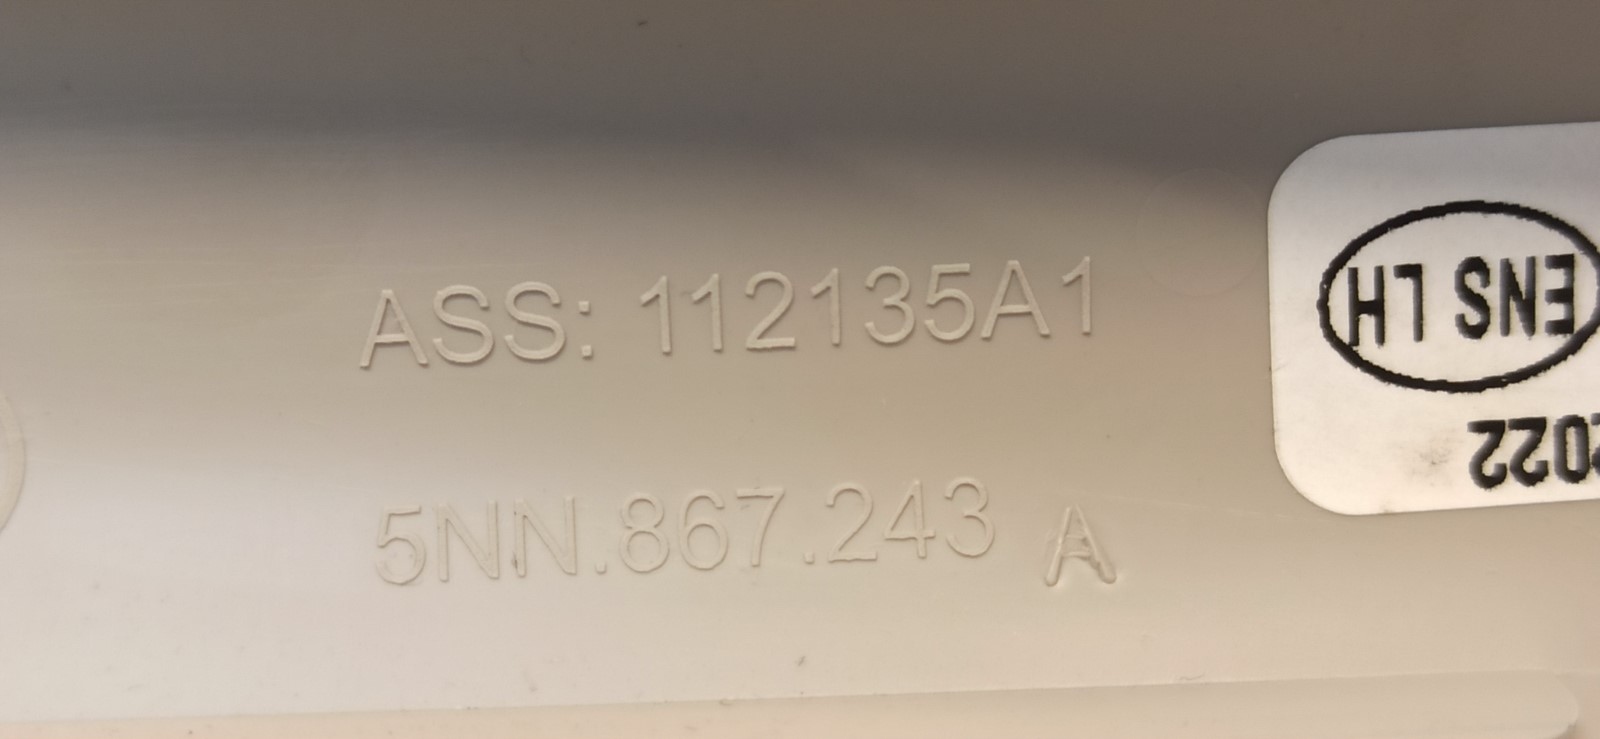 ASS: 112135A1
5NN.867.243 A
ENS LH
2022